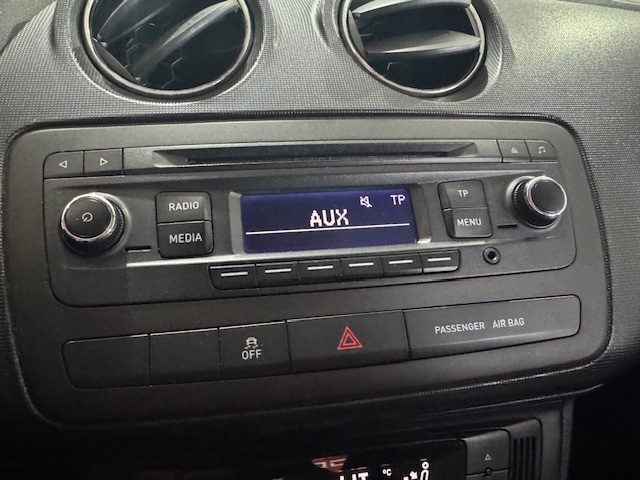 RADIO
MEDIA
TP
AUX
TP
MENU
OFF
PASSENGER AIR BAG
°C